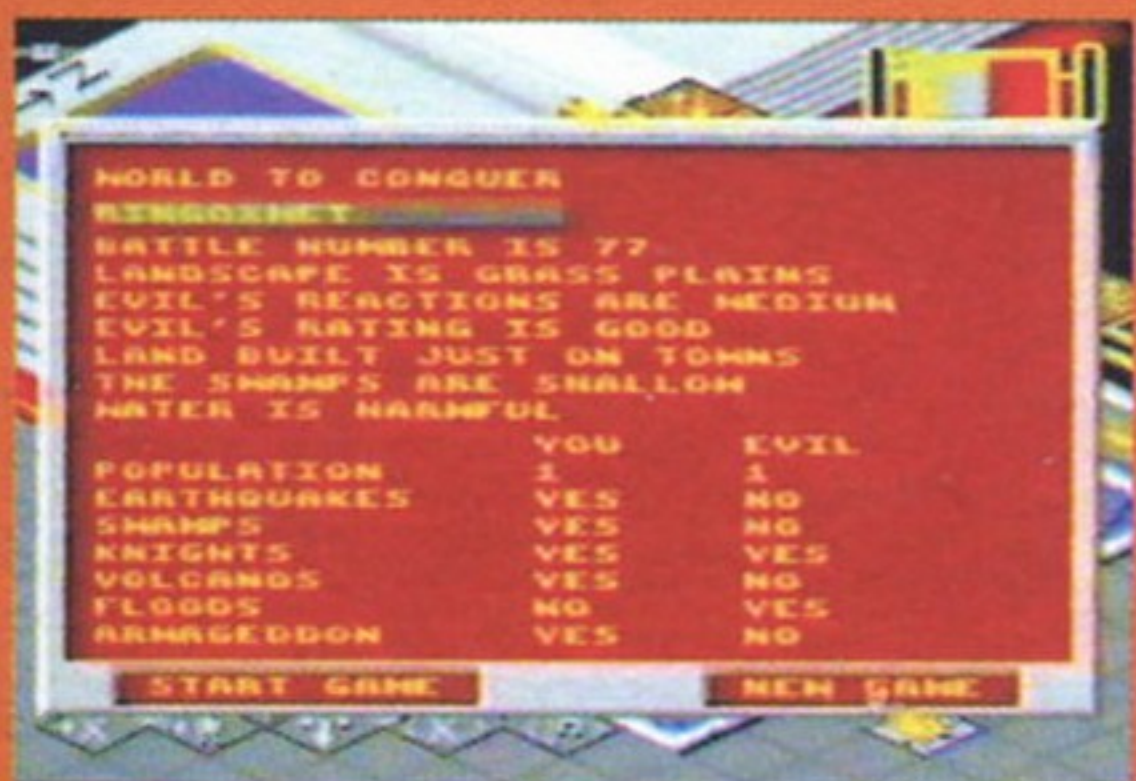 WORLD TO CONQUER
BATTLE NUMBER IS 77
LANDSCAPE IS GRASS PLAINS
EVIL'S REACTIONS ARE MEDIUM
EVIL'S RATING IS GOOD
LAND BUILT JUST ON TOWNS
THE SWAMPS ARE SHALLOW
WATER IS HARMFUL
YOU EVIL
POPULATION 1 1
EARTHQUAKES YES NO
SWAMPS YES NO
KNIGHTS YES YES
VOLCANOS YES NO
FLOODS NO YES
ARMAGEDDON YES NO
START GAME NEW GAME